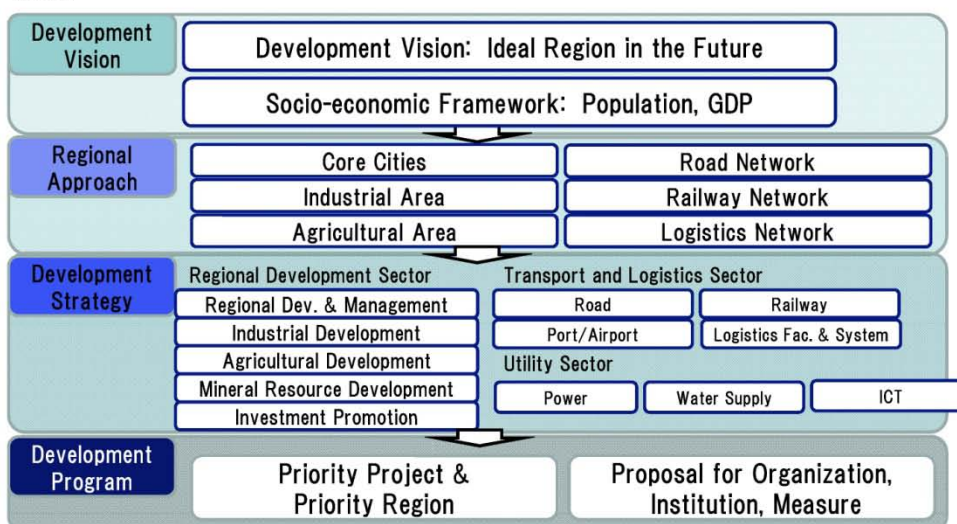 Development
Vision
Development Vision: Ideal Region in the Future
Socio-economic Framework: Population, GDP
Regional
Approach
Core Cities
Road Network
Industrial Area
Railway Network
Agricultural Area
Logistics Network
Development
Strategy
Regional Development Sector
Regional Dev. & Management
Industrial Development
Agricultural Development
Mineral Resource Development
Investment Promotion
Transport and Logistics Sector
Road
Railway
Port/Airport
Logistics Fac. & System
Utility Sector
Power
Water Supply
ICT
Development
Program
Priority Project &
Priority Region
Proposal for Organization,
Institution, Measure